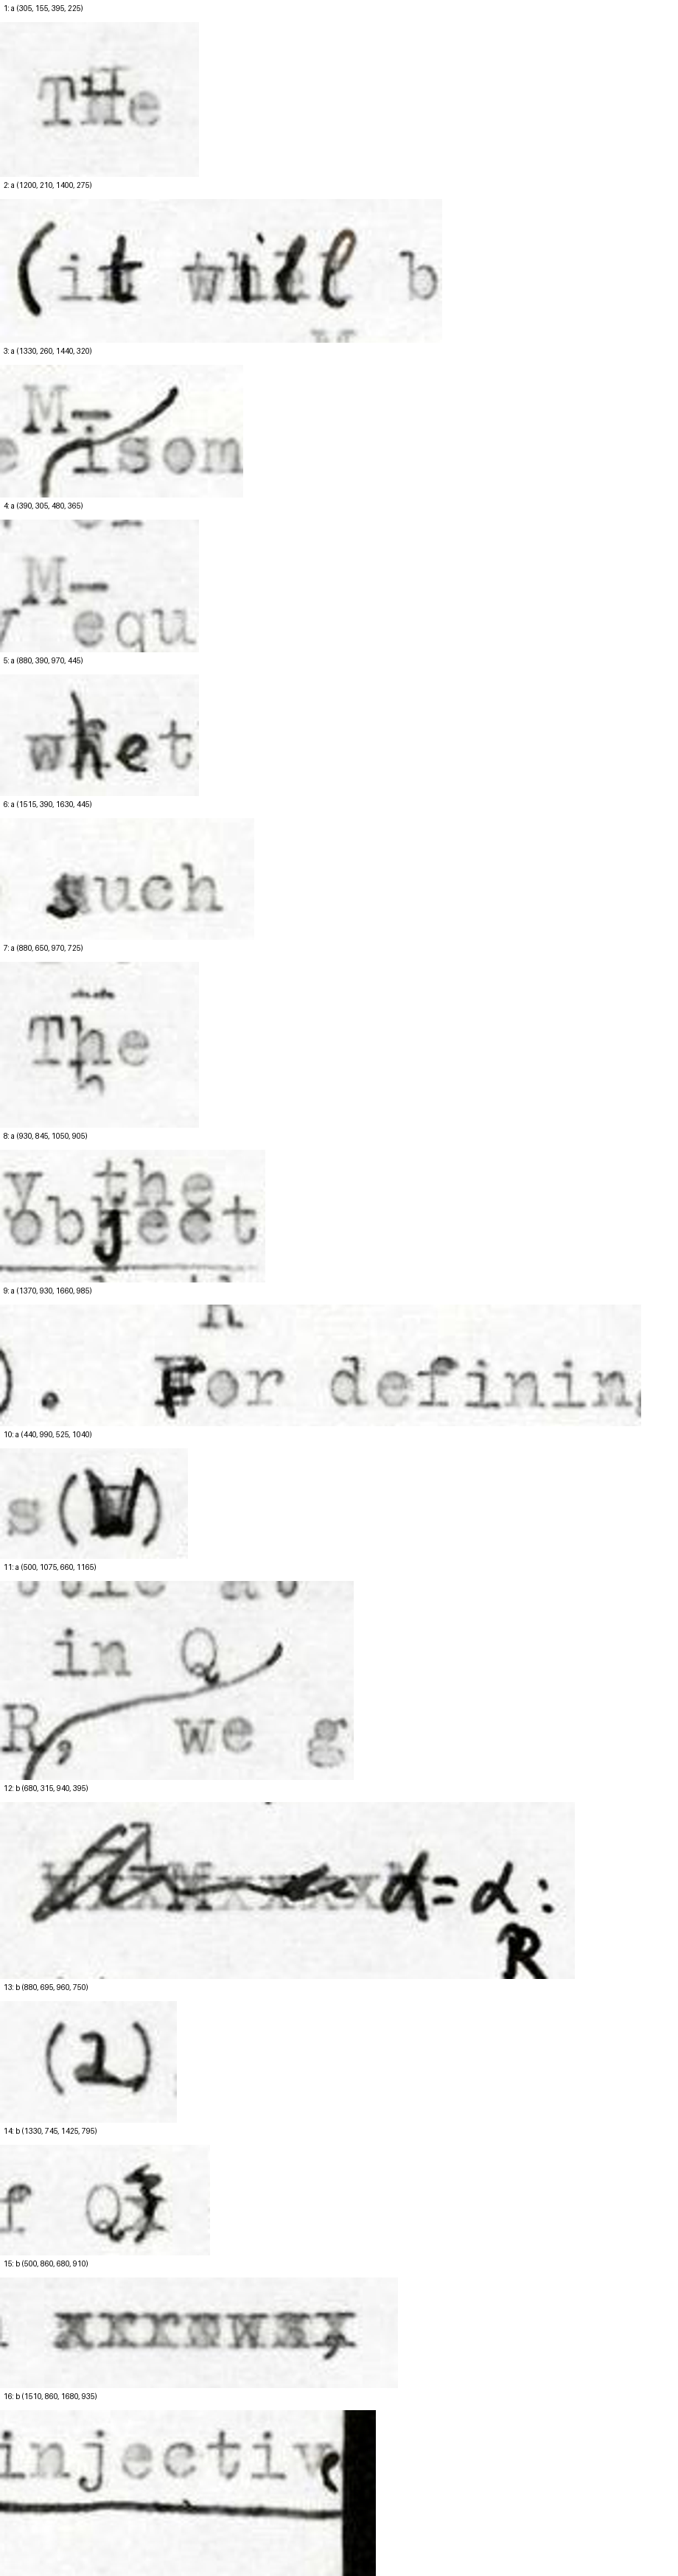 1: a (305, 155, 395, 225)
The
2: a (1200, 210, 1400, 275)
(it will b
3: a (1330, 260, 1440, 320)
M—
e isom
4: a (390, 305, 480, 365)
M—
y equ
5: a (880, 390, 970, 445)
whet
6: a (1515, 390, 1630, 445)
such
7: a (880, 650, 970, 725)
The
h
8: a (930, 845, 1050, 905)
y the
object
9: a (1370, 930, 1660, 985)
). For definin
10: a (440, 990, 525, 1040)
s (W)
11: a (500, 1075, 660, 1165)
in Q
R, we g
12: b (680, 315, 940, 395)
d = α :
R
13: b (880, 695, 960, 750)
(2)
14: b (1330, 745, 1425, 795)
f Q
15: b (500, 860, 680, 910)
16: b (1510, 860, 1680, 935)
injective